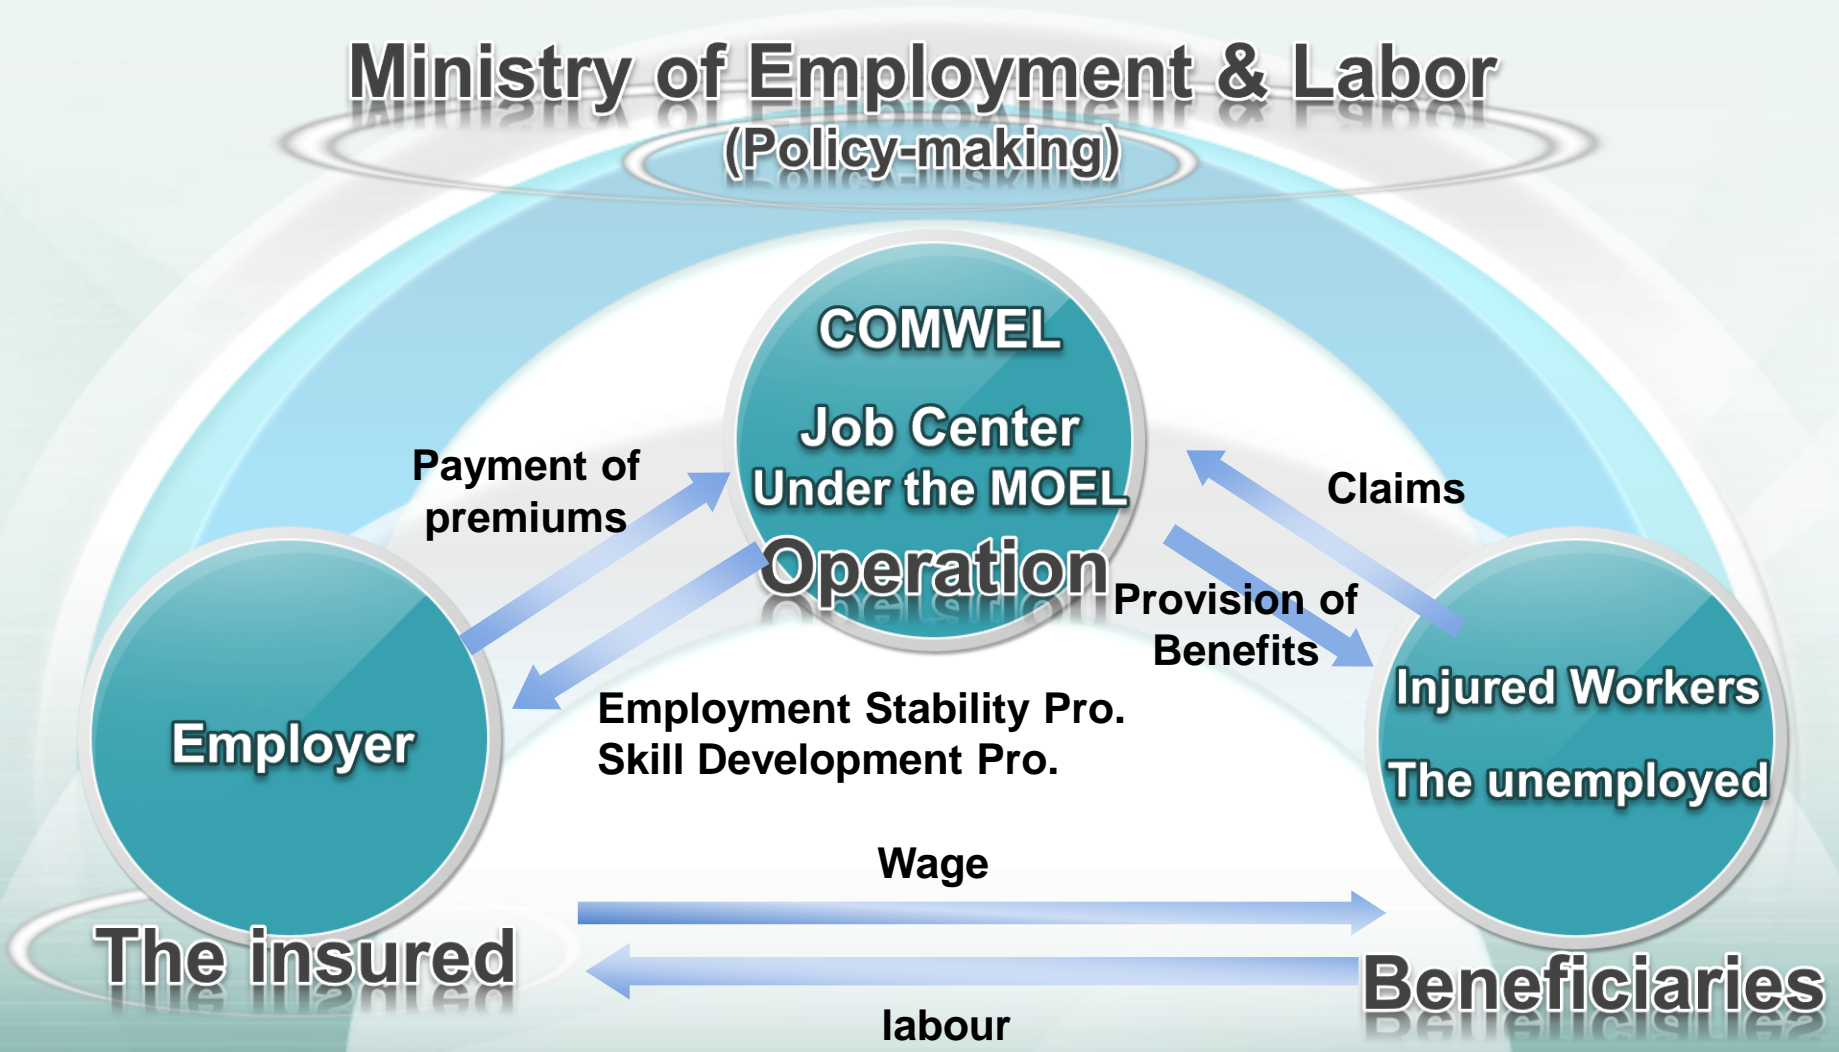 Ministry of Employment & Labor
(Policy-making)
COMWEL
Job Center
Under the MOEL
Operation
Payment of
premiums
Claims
Provision of
Benefits
Employment Stability Pro.
Skill Development Pro.
Employer
The insured
Injured Workers
The unemployed
Beneficiaries
Wage
labour